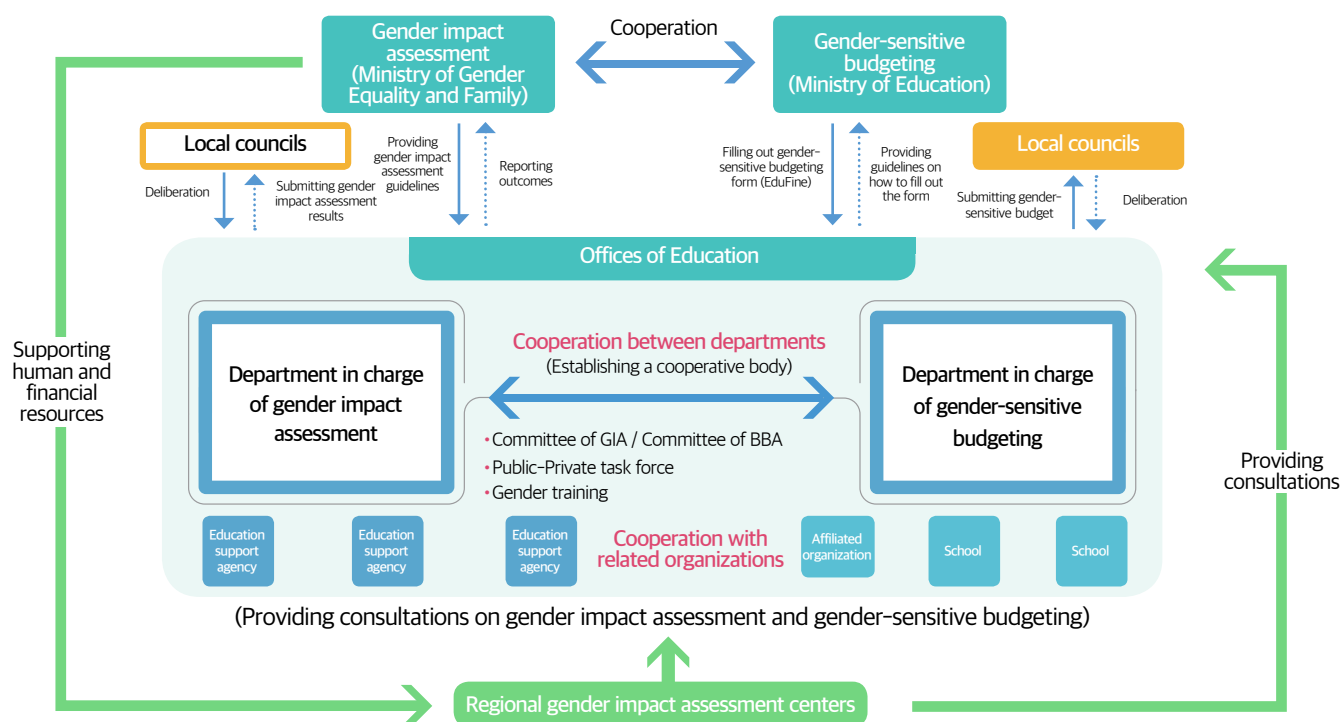 Gender impact
assessment
(Ministry of Gender
Equality and Family)
Cooperation
Gender-sensitive
budgeting
(Ministry of Education)
Local councils
Deliberation
Submitting gender
impact assessment
results
Providing
gender impact
assessment
guidelines
Reporting
outcomes
Filling out gender-
sensitive budgeting
form (EduFine)
Providing
guidelines on
how to fill out
the form
Local councils
Submitting gender-
sensitive budget
Deliberation
Offices of Education
Supporting
human and
financial
resources
Department in charge
of gender impact
assessment
Cooperation between departments
(Establishing a cooperative body)
• Committee of GIA / Committee of BBA
• Public-Private task force
• Gender training
Department in charge
of gender-sensitive
budgeting
Providing
consultations
Education
support
agency
Education
support
agency
Education
support
agency
Cooperation with
related organizations
Affiliated
organization
School
School
(Providing consultations on gender impact assessment and gender-sensitive budgeting)
Regional gender impact assessment centers